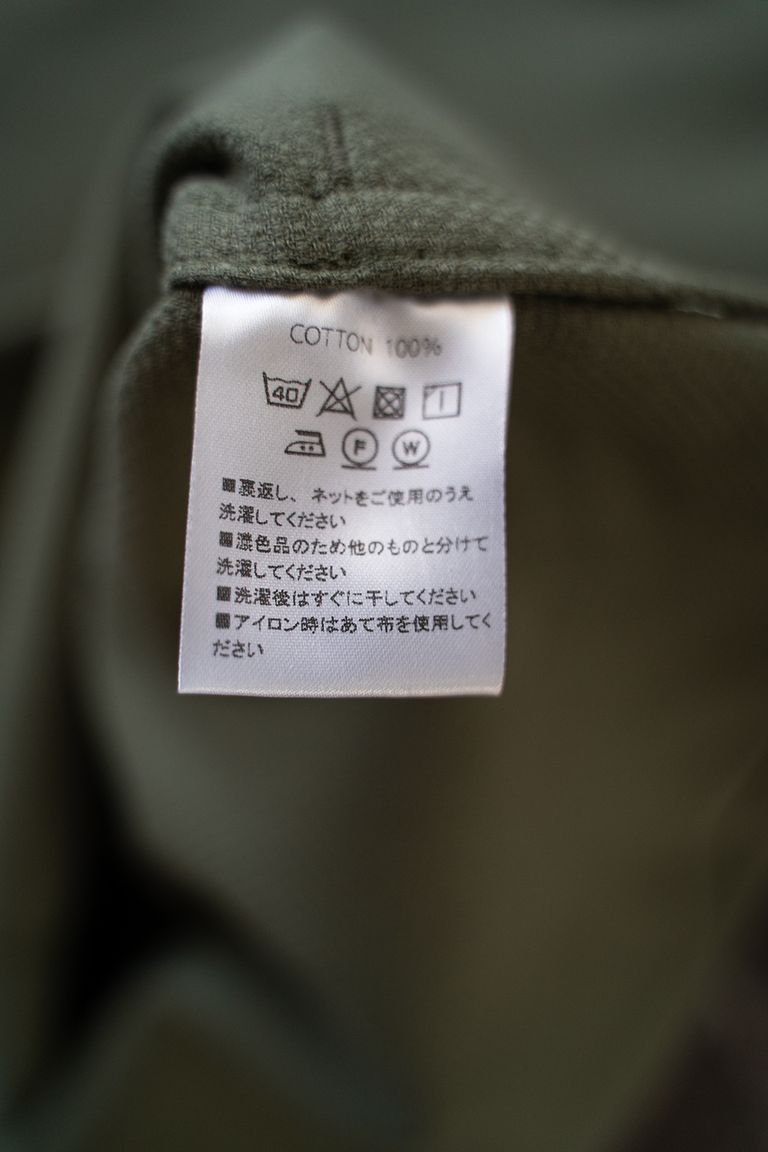 COTTON 100%
40
F W
■裏返し、ネットをご使用のうえ
洗濯してください
■濃色品のため他のものと分けて
洗濯してください
■洗濯後はすぐに干してください
■アイロン時はあて布を使用してく
ださい